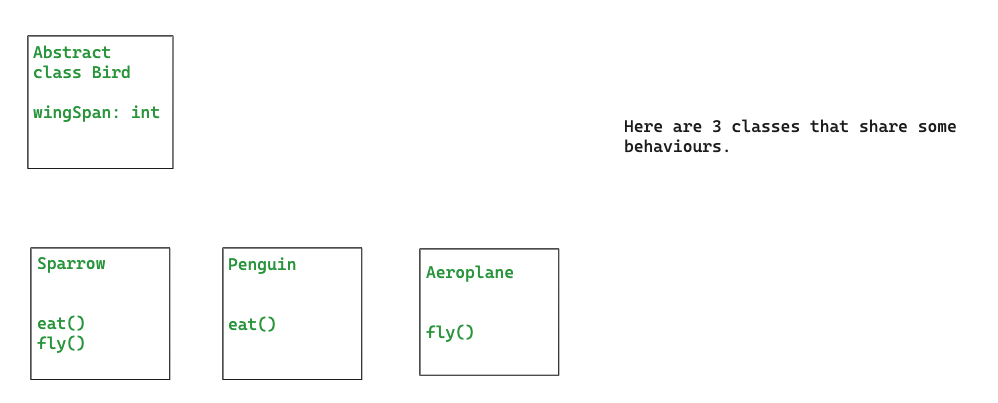 Abstract
class Bird
wingSpan: int
Here are 3 classes that share some
behaviours.
Sparrow
eat()
fly()
Penguin
eat()
Aeroplane
fly()